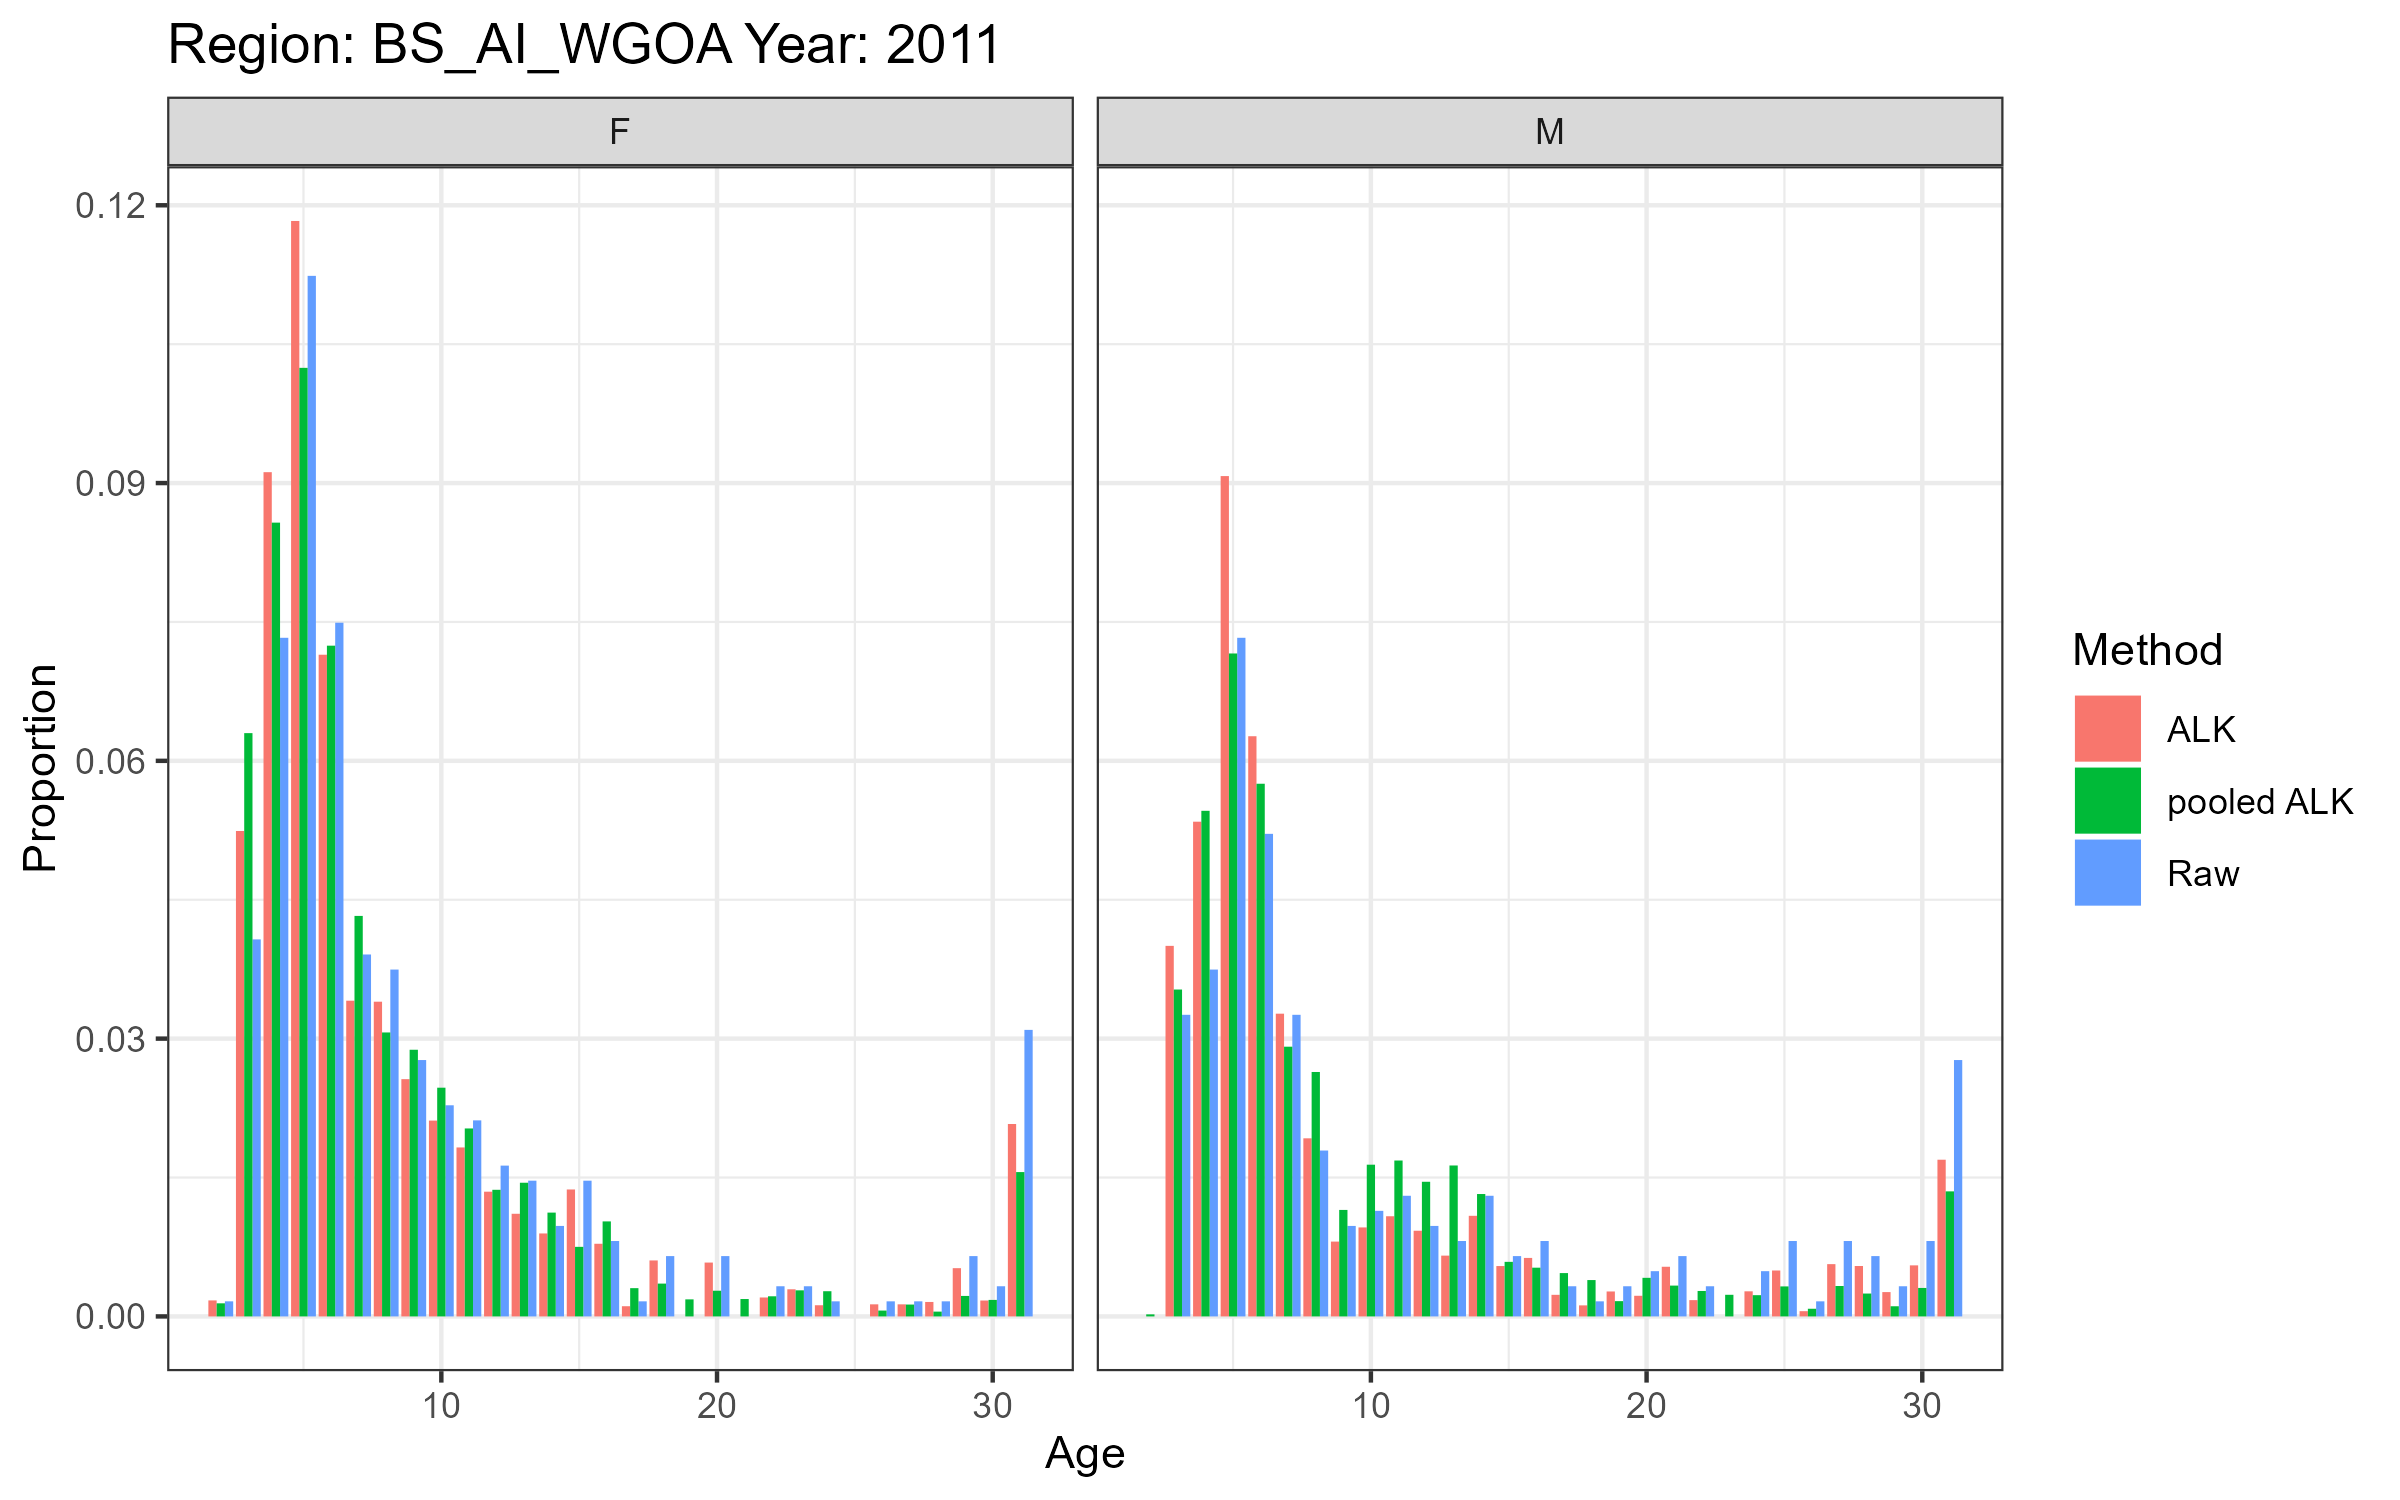 Region: BS_AI_WGOA Year: 2011
F
M
0.12
0.09
0.06
0.03
0.00
Proportion
10
20
30
10
20
30
Age
Method
ALK
pooled ALK
Raw